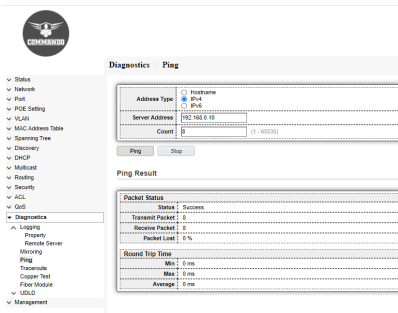 COMMANDO
Diagnostics Ping
Status
Network
Port
POE Setting
VLAN
MAC Address Table
Spanning Tree
Discovery
DHCP
Multicast
Routing
Security
ACL
QoS
Diagnostics
Logging
Property
Remote Server
Mirroring
Ping
Traceroute
Copper Test
Fiber Module
UDLD
Management
Address Type
Hostname
IPv4
IPv6
Server Address 192.168.0.10
Count 8 (1 - 65535)
Ping Stop
Ping Result
Packet Status
Status Success.
Transmit Packet 8
Receive Packet 8
Packet Lost 0 %
Round Trip Time
Min 0 ms
Max 0 ms
Average 0 ms